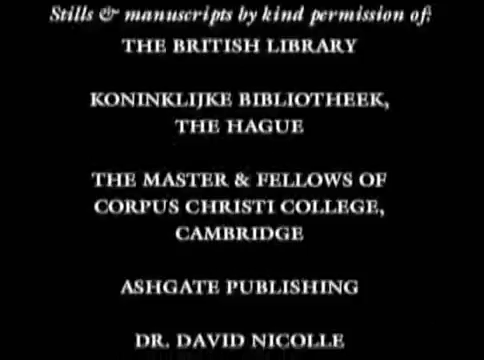 Stills & manuscripts by kind permission of:
THE BRITISH LIBRARY
KONINKLIJKE BIBLIOTHEEK,
THE HAGUE
THE MASTER & FELLOWS OF
CORPUS CHRISTI COLLEGE,
CAMBRIDGE
ASHGATE PUBLISHING
DR. DAVID NICOLLE